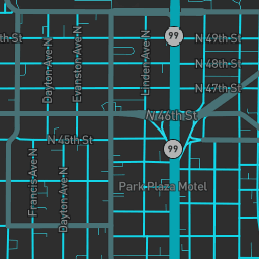 99
th St
N 49th St
N 48th St
N 47th St
Dayton Ave N
Evanston Ave N
Linden Ave N
N 46th St
N 45th St
99
Francis Ave N
Dayton Ave N
Park Plaza Motel